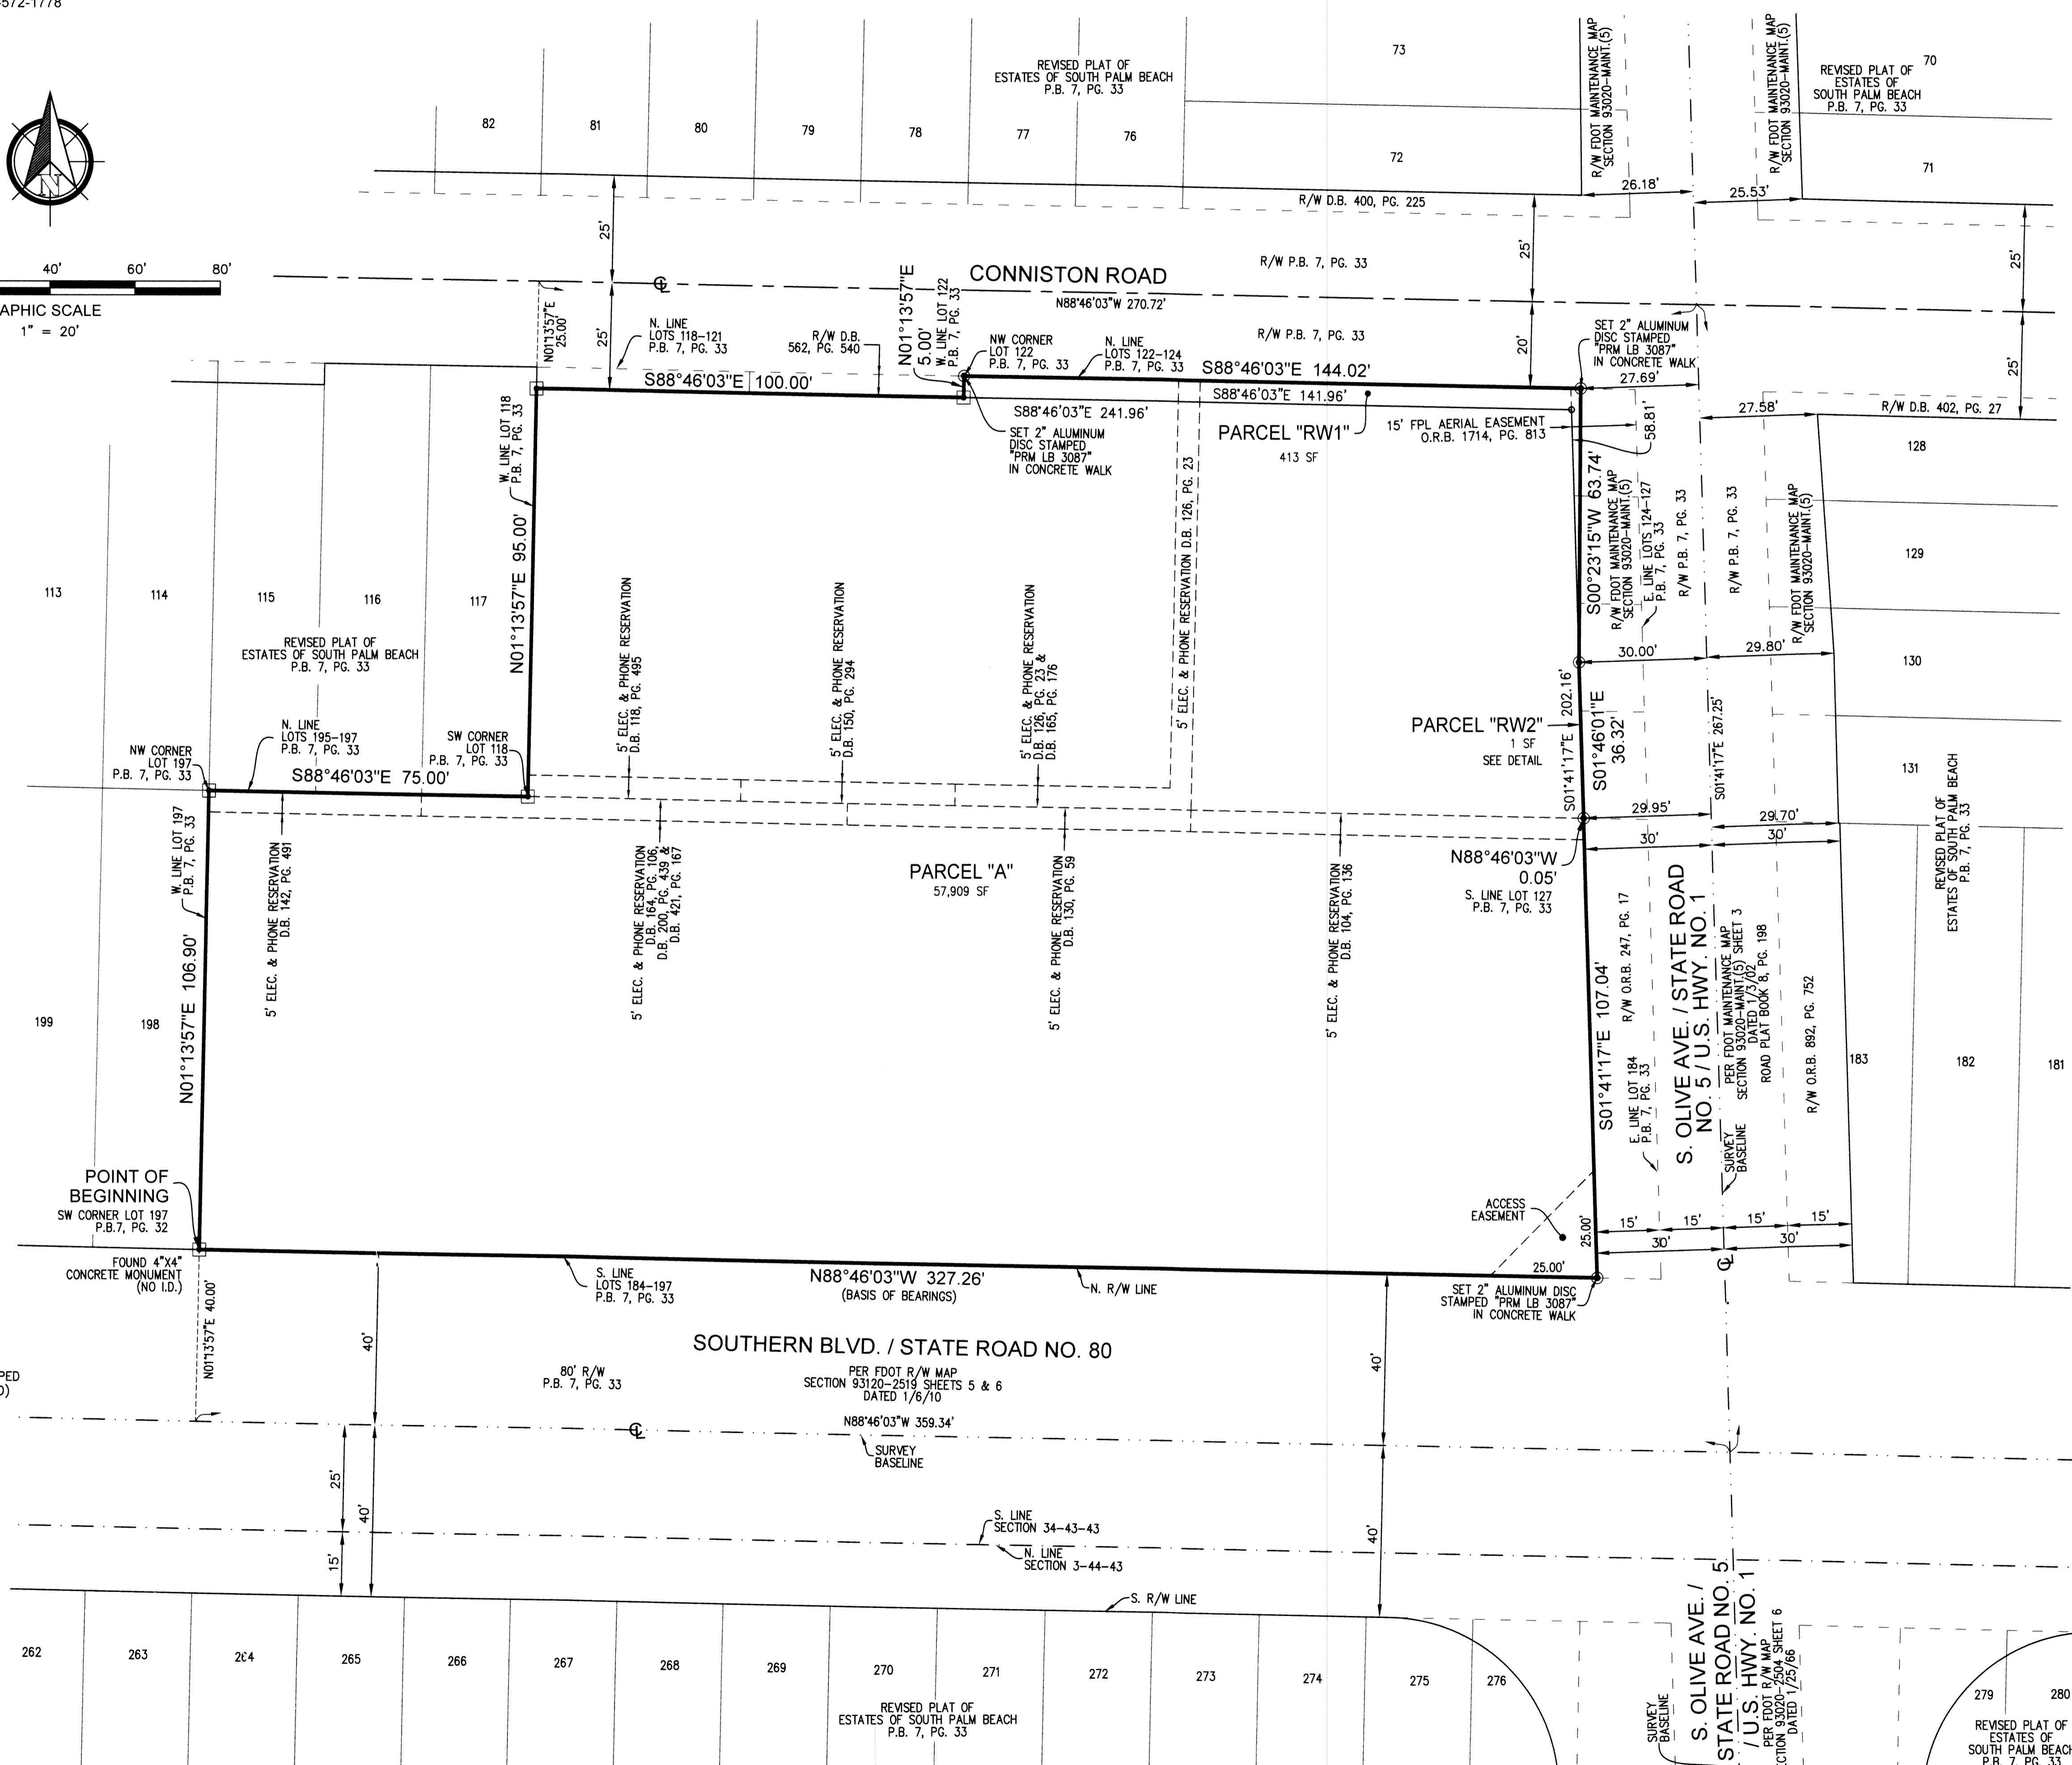 -572-1778
40' 60' 80'
APHIC SCALE
1" = 20'
N
82
81
80
79
78
77
76
73
72
REVISED PLAT OF
ESTATES OF SOUTH PALM BEACH
P.B. 7, PG. 33
R/W FDOT MAINTENANCE MAP
SECTION 93020-MAINT.(5)
R/W FDOT MAINTENANCE MAP
SECTION 93020-MAINT.(5)
REVISED PLAT OF
ESTATES OF
SOUTH PALM BEACH
P.B. 7, PG. 33
70
71
26.18'
25.53'
R/W D.B. 400, PG. 225
25'
25'
25'
R/W P.B. 7, PG. 33
CONNISTON ROAD
N88°46'03"W 270.72'
R/W P.B. 7, PG. 33
N01°13'57"E
25.00'
25'
N. LINE
LOTS 118-121
P.B. 7, PG. 33
R/W D.B.
562, PG. 540
N01°13'57"E
5.00'
W. LINE LOT 122
P.B. 7, PG. 33
NW CORNER
LOT 122
P.B. 7, PG. 33
N. LINE
LOTS 122-124
P.B. 7, PG. 33
20'
25'
SET 2" ALUMINUM
DISC STAMPED
"PRM LB 3087"
IN CONCRETE WALK
S88°46'03"E 100.00'
S88°46'03"E 144.02'
27.69'
S88°46'03"E 141.96'
S88°46'03"E 241.96'
27.58'
R/W D.B. 402, PG. 27
SET 2" ALUMINUM
DISC STAMPED
"PRM LB 3087"
IN CONCRETE WALK
PARCEL "RW1"
413 SF
15' FPL AERIAL EASEMENT
O.R.B. 1714, PG. 813
58.81'
W. LINE LOT 118
P.B. 7, PG. 33
N01°13'57"E 95.00'
5' ELEC. & PHONE RESERVATION D.B. 126, PG. 23
S00°23'15"W 63.74'
R/W FDOT MAINTENANCE MAP
SECTION 93020-MAINT.(5)
E. LINE LOTS 124-127
P.B. 7, PG. 33
R/W P.B. 7, PG. 33
R/W P.B. 7, PG. 33
R/W FDOT MAINTENANCE MAP
SECTION 93020-MAINT.(5)
128
129
130
131
113
114
115
116
117
REVISED PLAT OF
ESTATES OF SOUTH PALM BEACH
P.B. 7, PG. 33
5' ELEC. & PHONE RESERVATION
D.B. 118, PG. 495
5' ELEC. & PHONE RESERVATION
D.B. 150, PG. 294
5' ELEC. & PHONE RESERVATION
D.B. 126, PG. 23 &
D.B. 165, PG. 176
30.00'
29.80'
S01°41'17"E 202.16'
S01°46'01"E
36.32'
S01°41'17"E 267.25'
PARCEL "RW2"
1 SF
SEE DETAIL
NW CORNER
LOT 197
P.B. 7, PG. 33
N. LINE
LOTS 195-197
P.B. 7, PG. 33
SW CORNER
LOT 118
P.B. 7, PG. 33
S88°46'03"E 75.00'
29.95'
29.70'
30'
30'
N88°46'03"W
0.05'
S. LINE LOT 127
P.B. 7, PG. 33
REVISED PLAT OF
ESTATES OF SOUTH PALM BEACH
P.B. 7, PG. 33
W. LINE LOT 197
P.B. 7, PG. 33
N01°13'57"E 106.90'
5' ELEC. & PHONE RESERVATION
D.B. 142, PG. 491
5' ELEC. & PHONE RESERVATION
D.B. 164, PG. 106,
D.B. 200, PG. 439 &
D.B. 421, PG. 167
PARCEL "A"
57,909 SF
5' ELEC. & PHONE RESERVATION
D.B. 130, PG. 59
5' ELEC. & PHONE RESERVATION
D.B. 104, PG. 136
S01°41'17"E 107.04'
R/W O.R.B. 247, PG. 17
E. LINE LOT 184
P.B. 7, PG. 33
S. OLIVE AVE. / STATE ROAD
NO. 5 / U.S. HWY. NO. 1
PER FDOT MAINTENANCE MAP
SECTION 93020-MAINT.(5) SHEET 3
DATED 1/3/02
ROAD PLAT BOOK 8, PG. 198
SURVEY
BASELINE
R/W O.R.B. 892, PG. 752
199
198
183
182
181
POINT OF
BEGINNING
SW CORNER LOT 197
P.B.7, PG. 32
FOUND 4"X4"
CONCRETE MONUMENT
(NO I.D.)
ACCESS
EASEMENT
25.00'
25.00'
15'
15'
15'
15'
30'
30'
S. LINE
LOTS 184-197
P.B. 7, PG. 33
N88°46'03"W 327.26'
(BASIS OF BEARINGS)
N. R/W LINE
SET 2" ALUMINUM DISC
STAMPED "PRM LB 3087"
IN CONCRETE WALK
N01°13'57"E 40.00'
40'
40'
SOUTHERN BLVD. / STATE ROAD NO. 80
80' R/W
P.B. 7, PG. 33
PER FDOT R/W MAP
SECTION 93120-2519 SHEETS 5 & 6
DATED 1/6/10
PED
)
N88°46'03"W 359.34'
SURVEY
BASELINE
25'
40'
15'
40'
S. LINE
SECTION 34-43-43
N. LINE
SECTION 3-44-43
S. R/W LINE
262
263
264
265
266
267
268
269
270
271
272
273
274
275
276
279
280
REVISED PLAT OF
ESTATES OF SOUTH PALM BEACH
P.B. 7, PG. 33
SURVEY
BASELINE
S. OLIVE AVE. /
STATE ROAD NO. 5
/ U.S. HWY. NO. 1
PER FDOT R/W MAP
SECTION 93020-2504 SHEET 6
DATED 1/25/66
REVISED PLAT OF
ESTATES OF
SOUTH PALM BEACH
P.B. 7, PG. 33